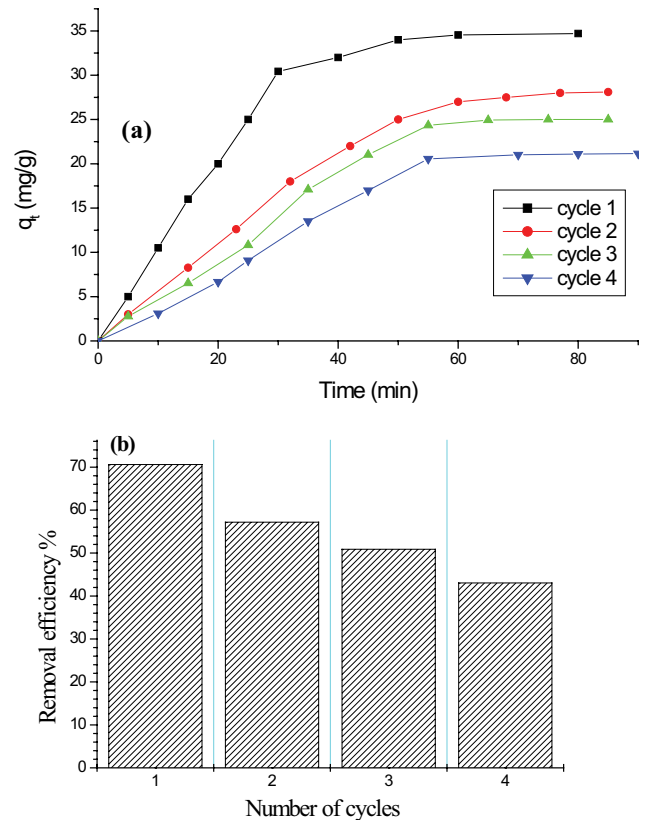 35
30
25
20
15
10
5
0
(a)
q_t (mg/g)
cycle 1
cycle 2
cycle 3
cycle 4
0 20 40 60 80
Time (min)
(b)
70
60
50
40
30
20
10
0
Removal efficiency %
1 2 3 4
Number of cycles